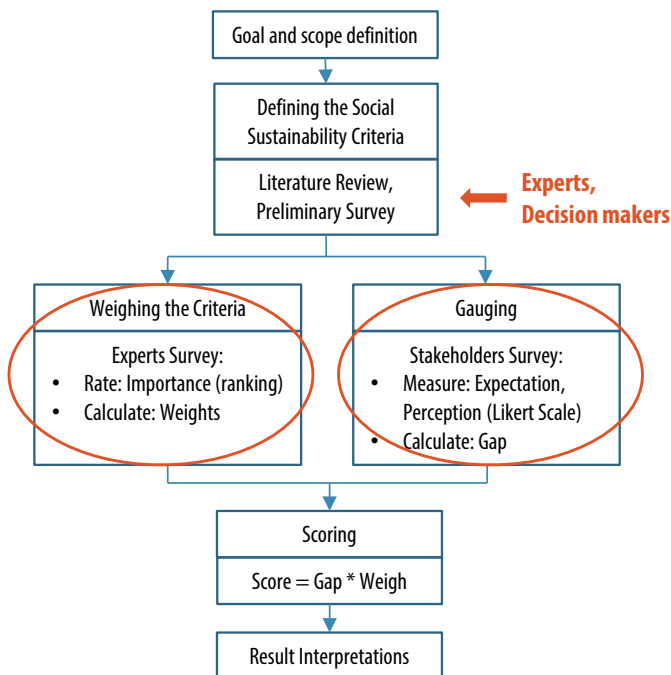 Goal and scope definition
Defining the Social
Sustainability Criteria
Literature Review,
Preliminary Survey
Experts,
Decision makers
Weighing the Criteria
Experts Survey:
• Rate: Importance (ranking)
• Calculate: Weights
Gauging
Stakeholders Survey:
• Measure: Expectation,
Perception (Likert Scale)
• Calculate: Gap
Scoring
Score = Gap * Weigh
Result Interpretations